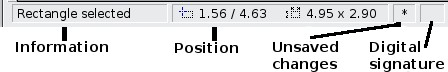 Rectangle selected 1.56 / 4.63 4.95 x 2.90 *
Information Position Unsaved changes Digital signature